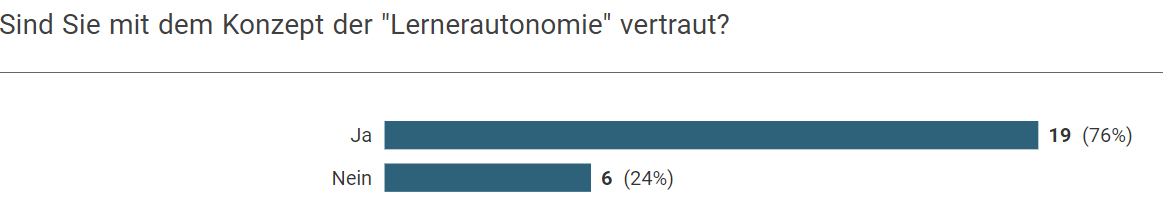 Sind Sie mit dem Konzept der "Lernerautonomie" vertraut?
Ja 19 (76%)
Nein 6 (24%)